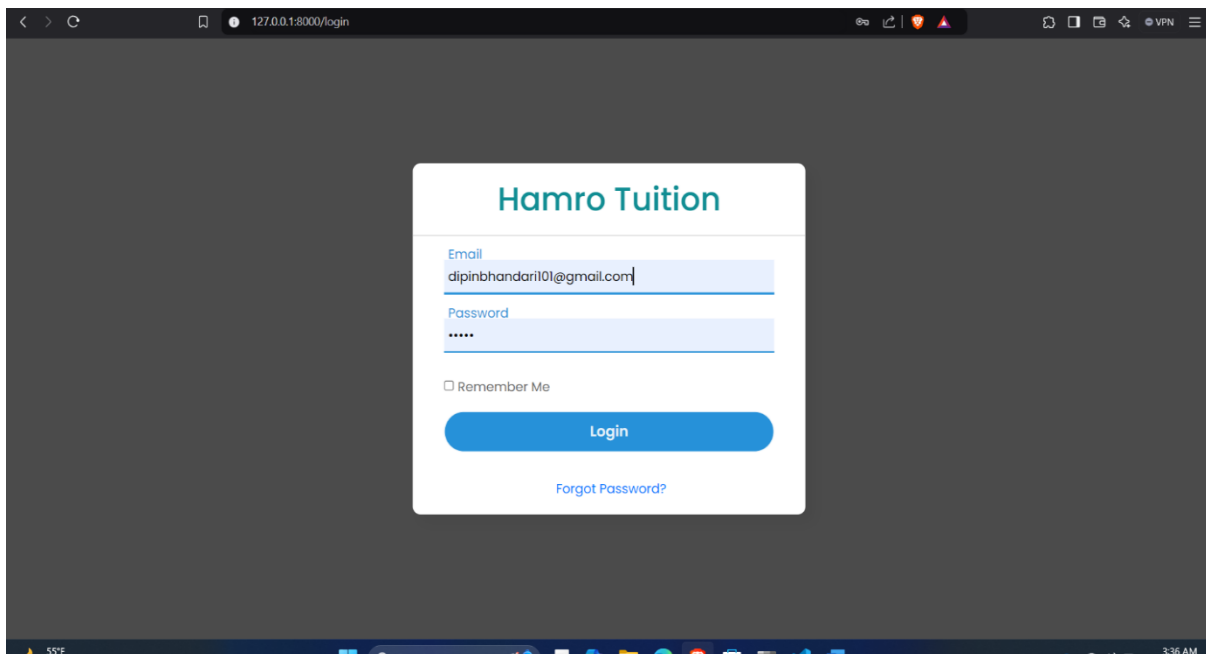 127.0.0.1:8000/login
VPN
Hamro Tuition
Email
dipinbhandari101@gmail.com
Password
•••••
Remember Me
Login
Forgot Password?
55°F
3:36 AM